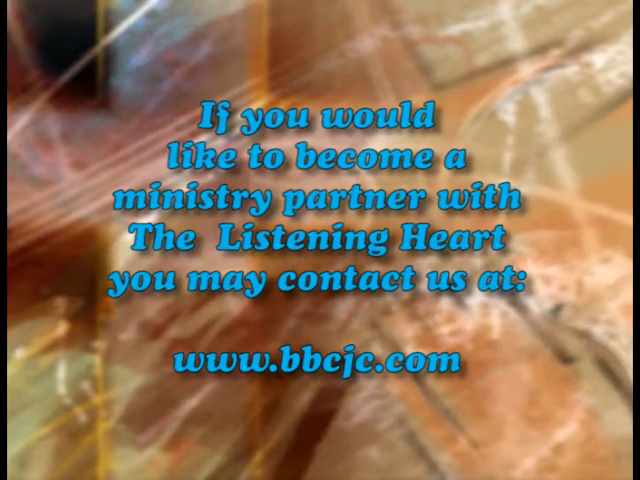 If you would
like to become a
ministry partner with
The Listening Heart
you may contact us at:
www.bbcjc.com